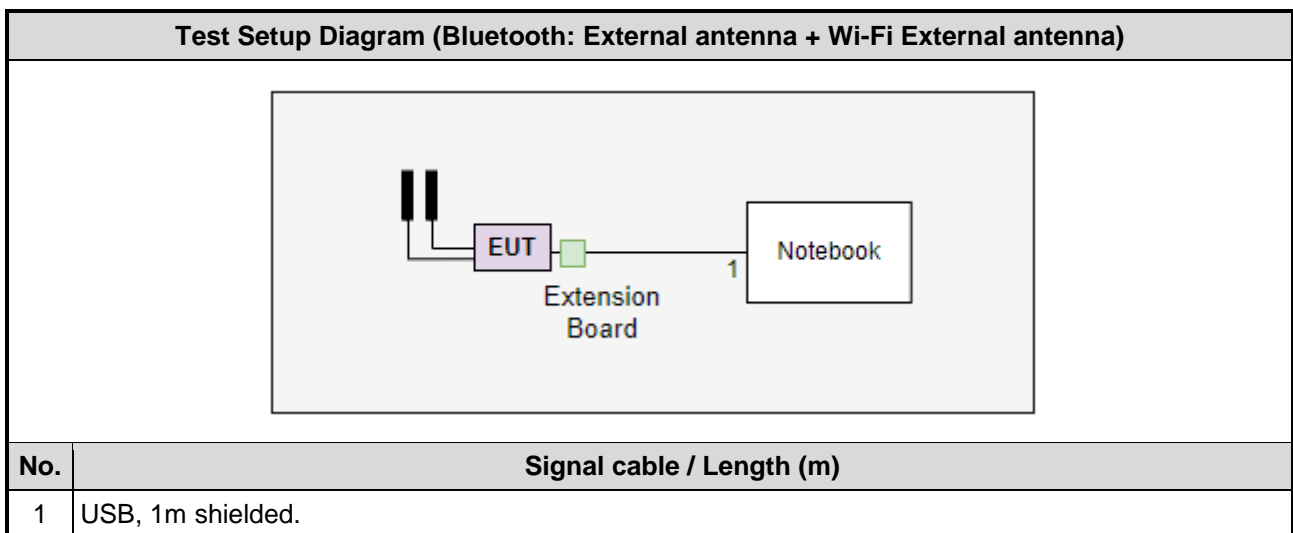 Test Setup Diagram (Bluetooth: External antenna + Wi-Fi External antenna)
EUT
1
Notebook
Extension
Board
No.
Signal cable / Length (m)
1
USB, 1m shielded.